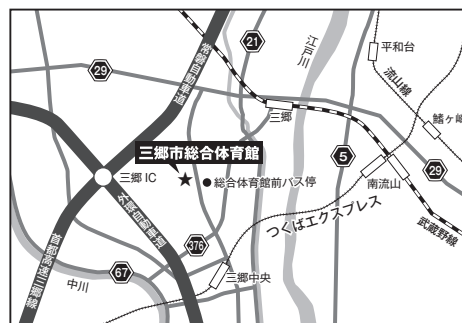 常磐自動車道
21
江戸川
平和台
流山線
29
三郷
鰭ヶ崎
三郷市総合体育館
5
29
三郷 IC
総合体育館前バス停
南流山
外環自動車道
つくばエクスプレス
武蔵野線
首都高速三郷線
376
67
中川
三郷中央